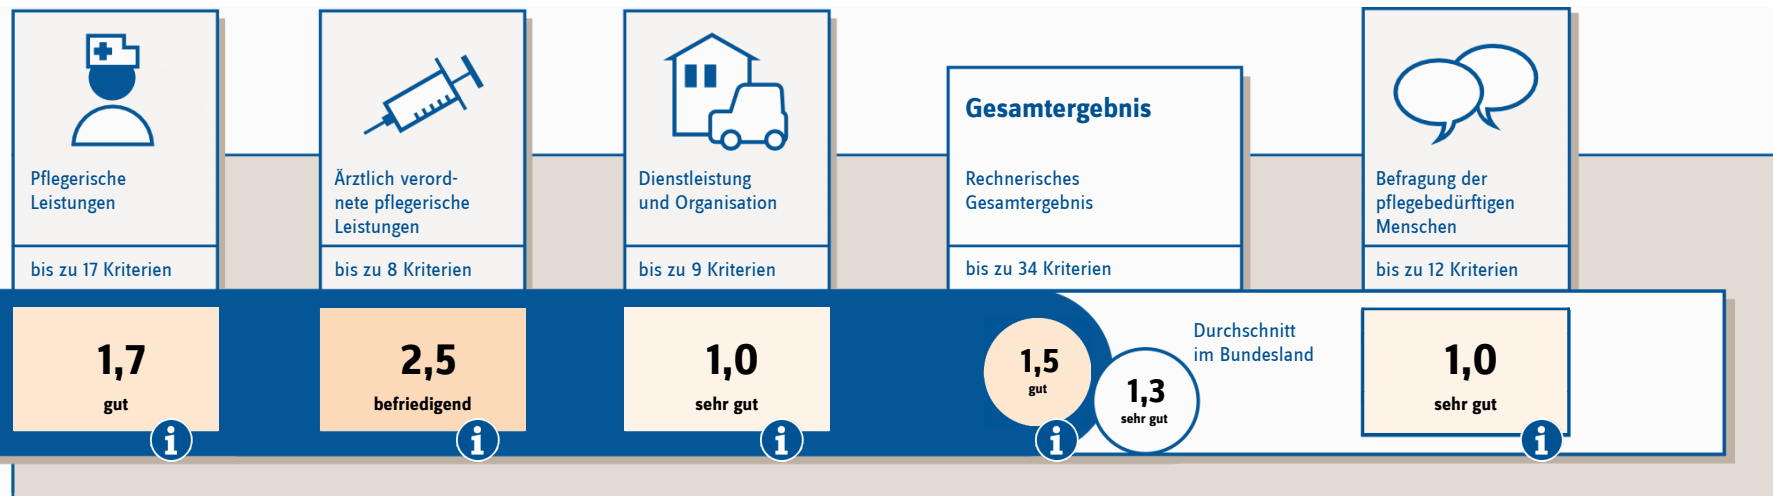 Pflegerische
Leistungen
bis zu 17 Kriterien
1,7
gut
i
Ärztlich verord-
nete pflegerische
Leistungen
bis zu 8 Kriterien
2,5
befriedigend
i
Dienstleistung
und Organisation
bis zu 9 Kriterien
1,0
sehr gut
i
Gesamtergebnis
Rechnerisches
Gesamtergebnis
bis zu 34 Kriterien
1,5
gut
i
1,3
sehr gut
Durchschnitt
im Bundesland
Befragung der
pflegebedürftigen
Menschen
bis zu 12 Kriterien
1,0
sehr gut
i